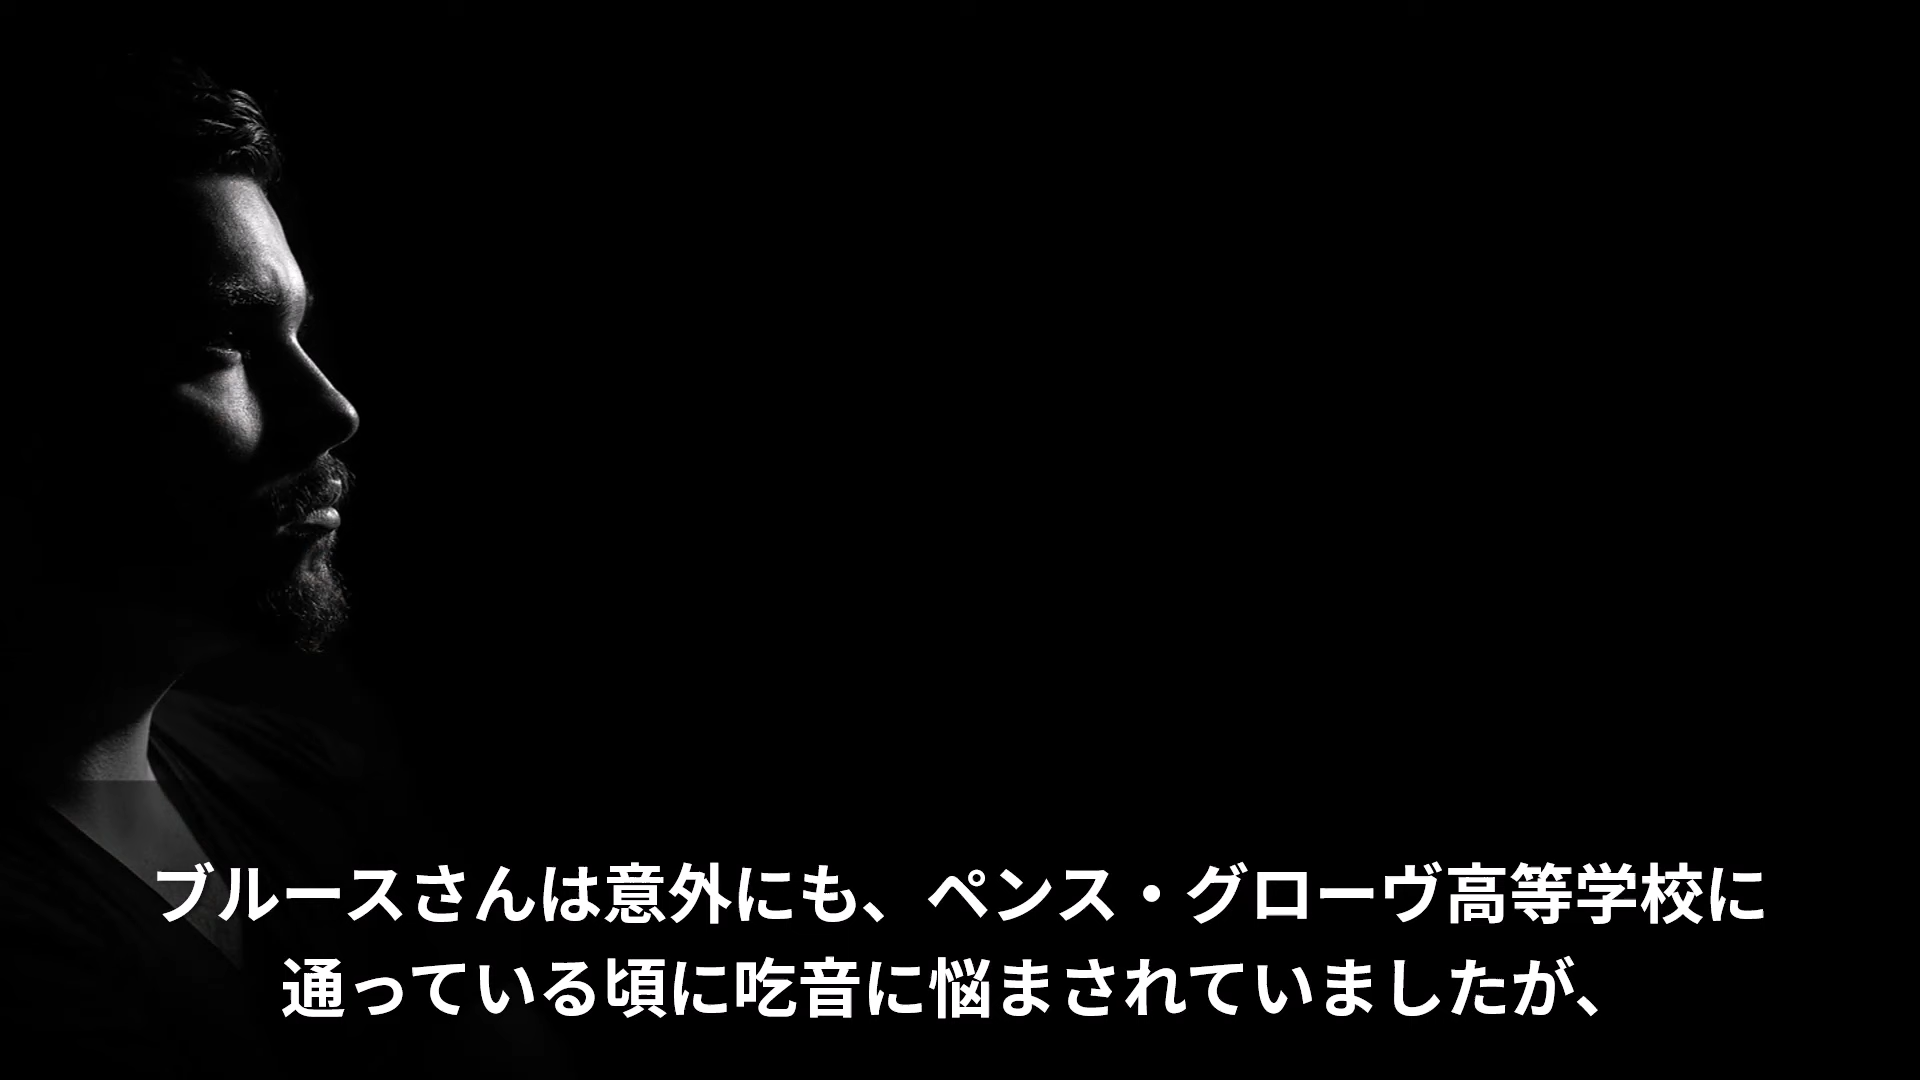 ブルースさんは意外にも、ペンス・グローヴ高等学校に
通っている頃に吃音に悩まされていましたが、